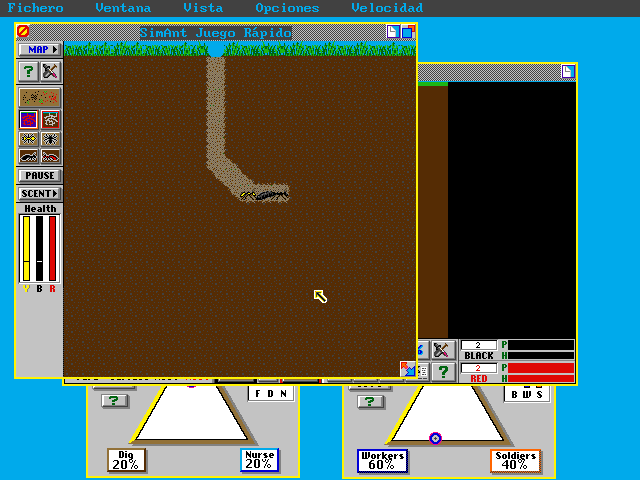 Fichero Ventana Vista Opciones Velocidad
SimAnt Juego Rápido
MAP
?
PAUSE
SCENT
Health
Y B R
2 P
BLACK H
2 P
RED H
?
?
F D N
Dig
20%
Nurse
20%
?
B W S
Workers
60%
Soldiers
40%